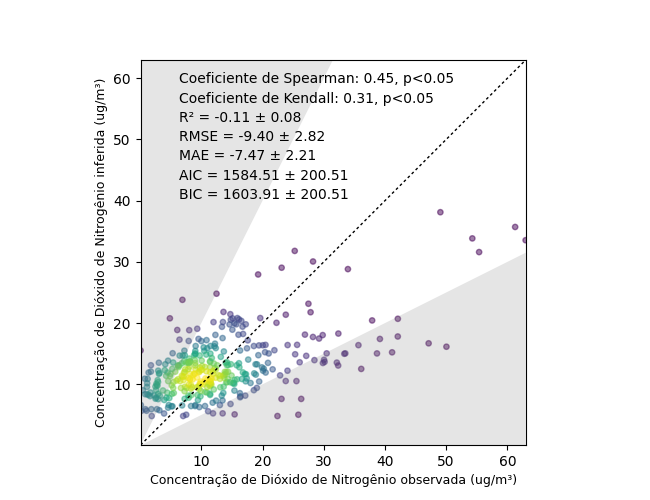 Coeficiente de Spearman: 0.45, p<0.05
Coeficiente de Kendall: 0.31, p<0.05
R² = -0.11 ± 0.08
RMSE = -9.40 ± 2.82
MAE = -7.47 ± 2.21
AIC = 1584.51 ± 200.51
BIC = 1603.91 ± 200.51
Concentração de Dióxido de Nitrogênio inferida (ug/m³)
60
50
40
30
20
10
10 20 30 40 50 60
Concentração de Dióxido de Nitrogênio observada (ug/m³)